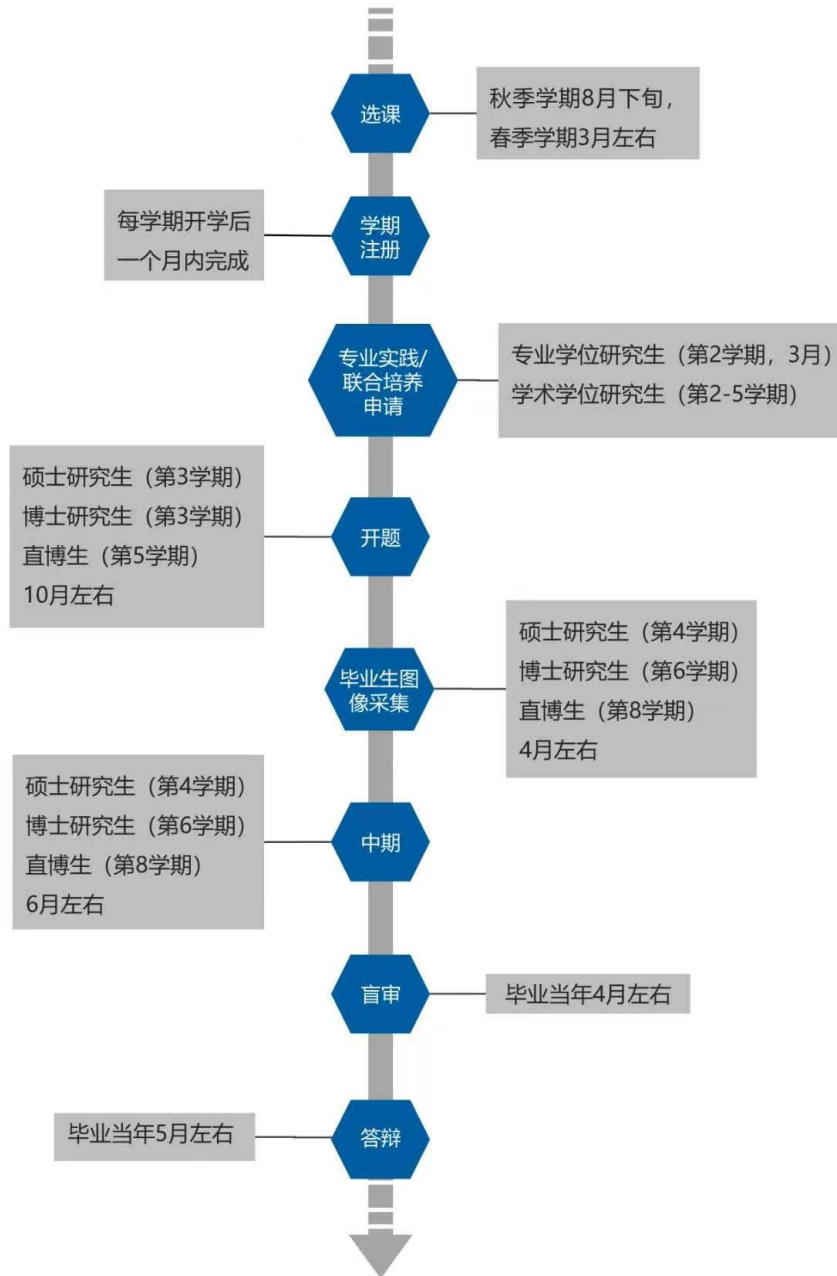 选课
秋季学期8月下旬，
春季学期3月左右
每学期开学后
一个月内完成
学期
注册
专业实践/
联合培养
申请
专业学位研究生（第2学期，3月）
学术学位研究生（第2-5学期）
硕士研究生（第3学期）
博士研究生（第3学期）
直博生（第5学期）
10月左右
开题
毕业生图
像采集
硕士研究生（第4学期）
博士研究生（第6学期）
直博生（第8学期）
4月左右
硕士研究生（第4学期）
博士研究生（第6学期）
直博生（第8学期）
6月左右
中期
盲审
毕业当年4月左右
毕业当年5月左右
答辩